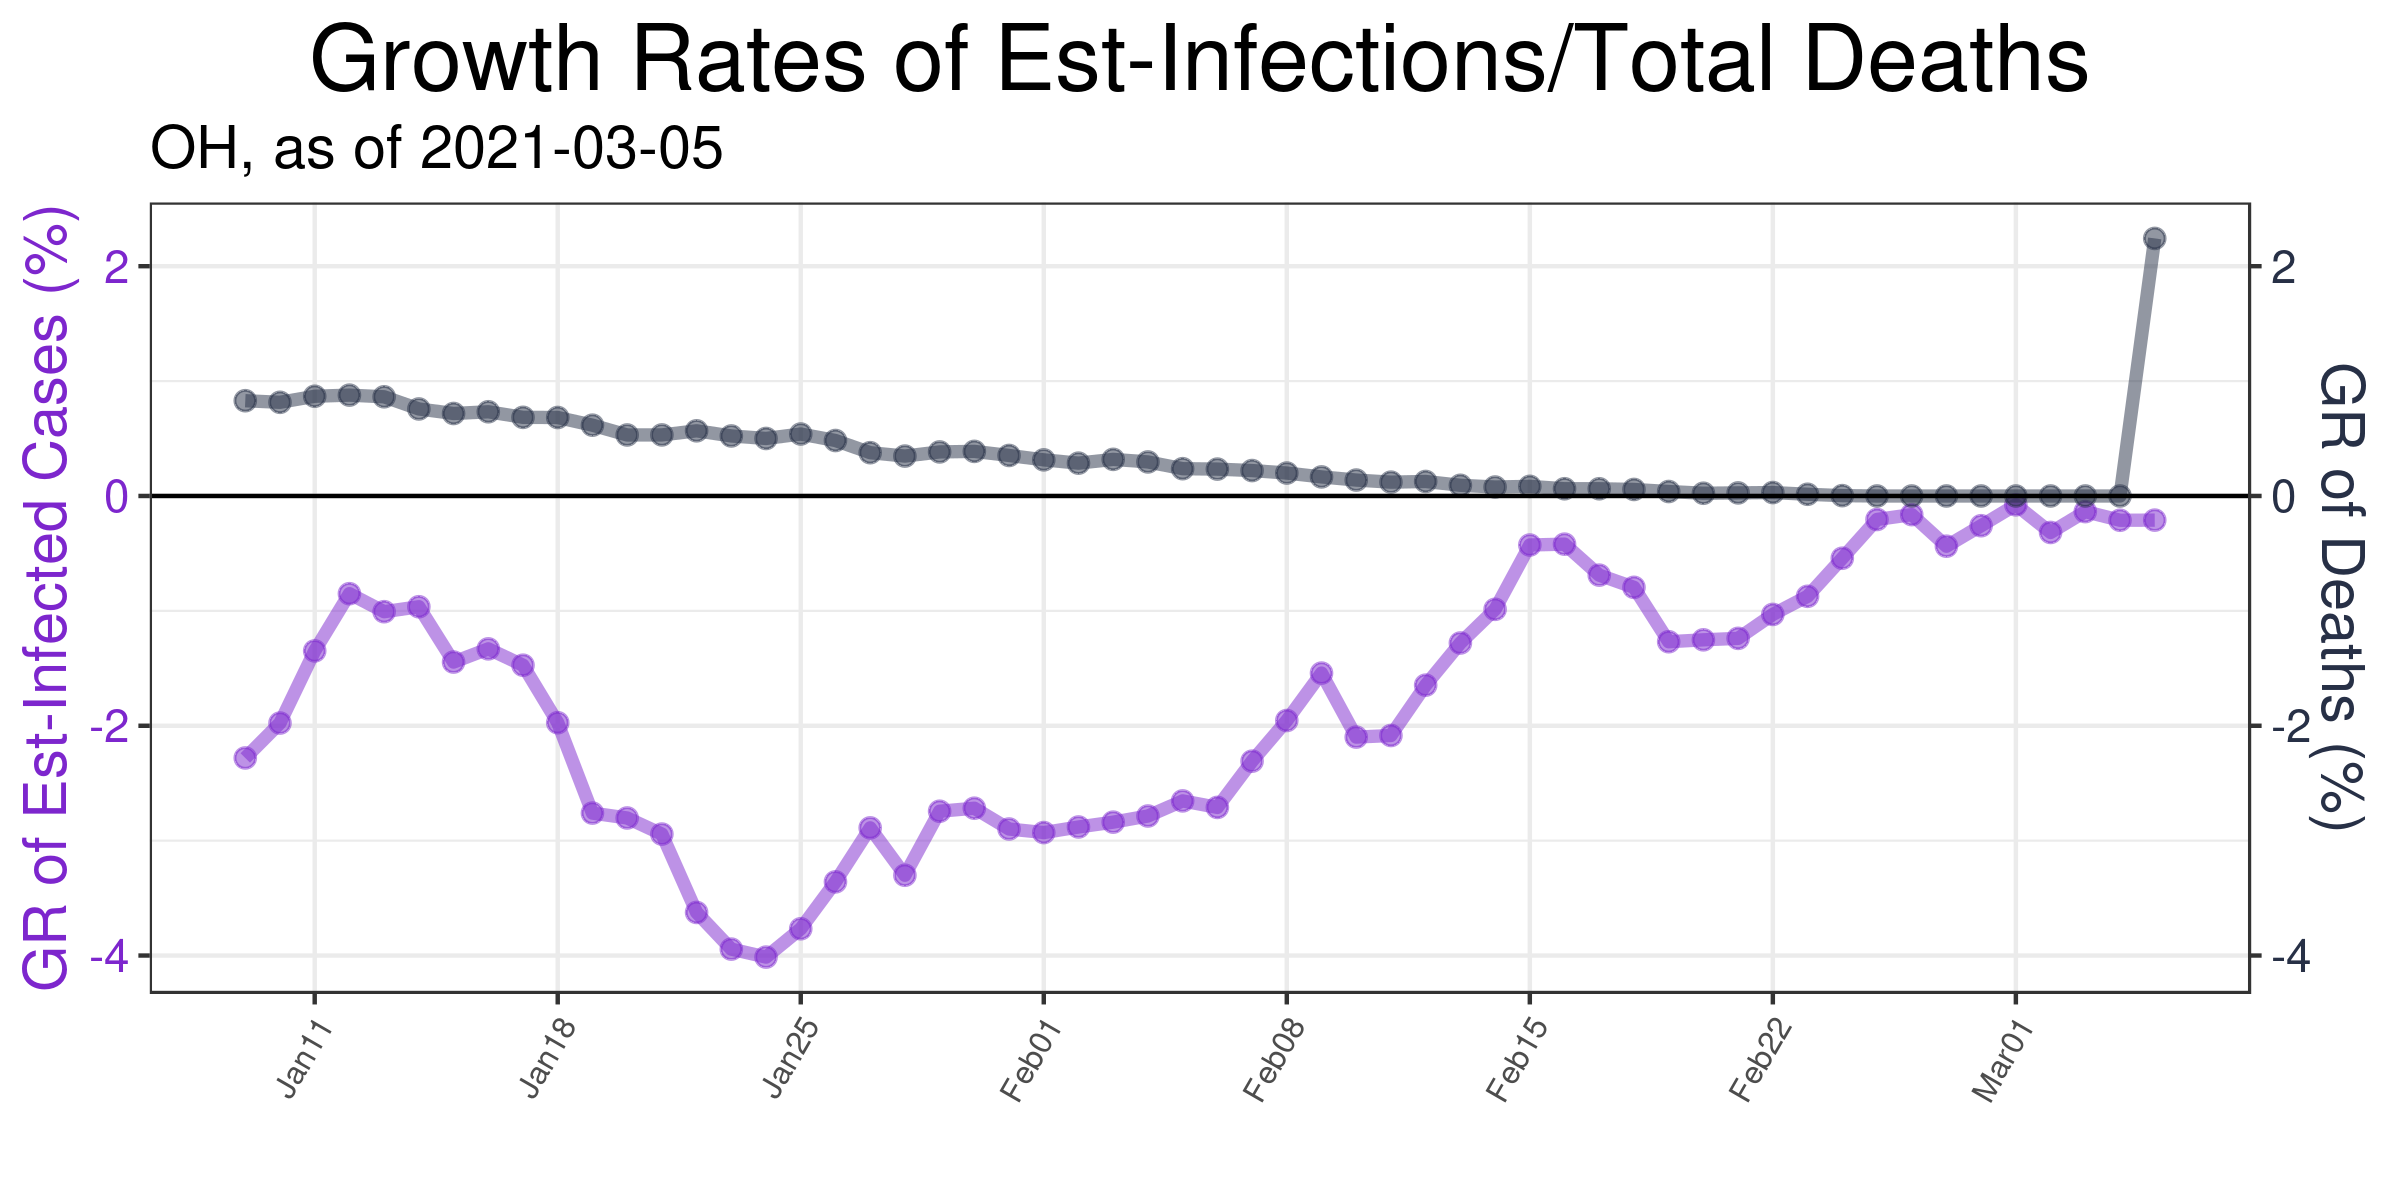 Growth Rates of Est-Infections/Total Deaths
OH, as of 2021-03-05
GR of Est-Infected Cases (%)
2
0
-2
-4
2
0
-2
-4
GR of Deaths (%)
Jan11
Jan18
Jan25
Feb01
Feb08
Feb15
Feb22
Mar01